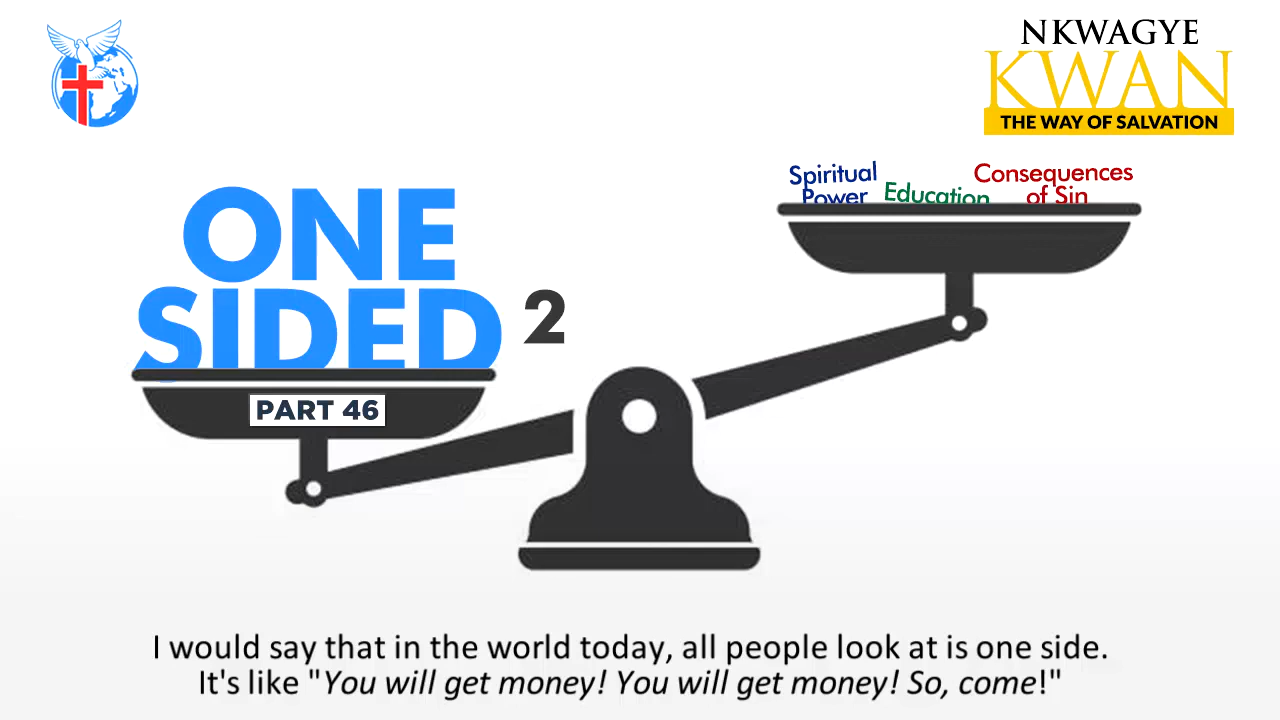 NKWAGYE
KWAN
THE WAY OF SALVATION
Spiritual
Power
Education
Consequences
of Sin
ONE
SIDED 2
PART 46
I would say that in the world today, all people look at is one side.
It's like "You will get money! You will get money! So, come!"